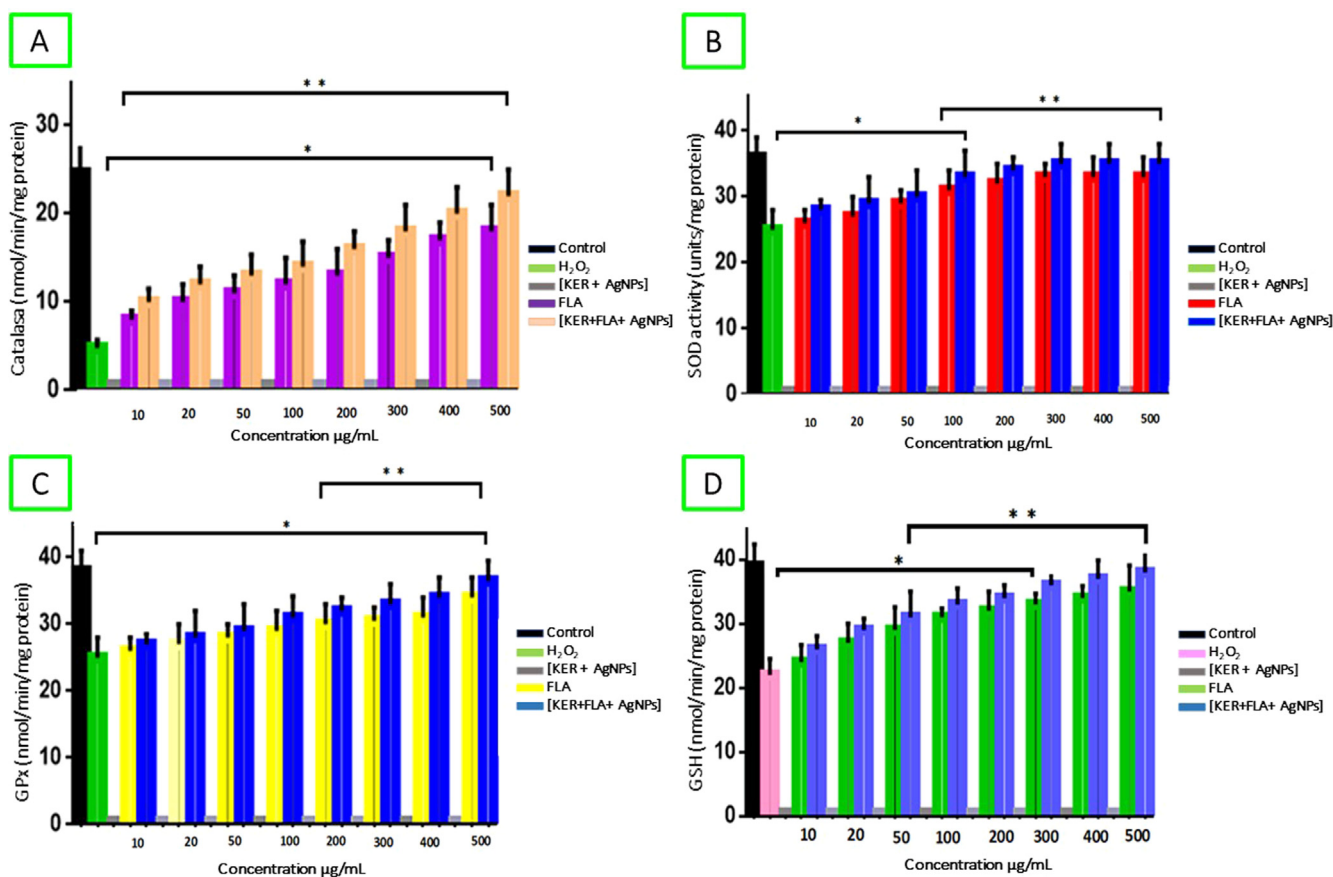 A
* *
*
Catalasa (nmol/min/mg protein)
30
20
10
0
10 20 50 100 200 300 400 500
Concentration µg/mL
Control
H₂O₂
[KER + AgNPs]
FLA
[KER+FLA+ AgNPs]
B
* *
*
SOD activity (units/mg protein)
40
30
20
10
0
10 20 50 100 200 300 400 500
Concentration µg/mL
Control
H₂O₂
[KER + AgNPs]
FLA
[KER+FLA+ AgNPs]
C
* *
*
GPx (nmol/min/mg protein)
40
30
20
10
0
10 20 50 100 200 300 400 500
Concentration µg/mL
Control
H₂O₂
[KER + AgNPs]
FLA
[KER+FLA+ AgNPs]
D
* *
*
GSH (nmol/min/mg protein)
40
30
20
10
0
10 20 50 100 200 300 400 500
Concentration µg/mL
Control
H₂O₂
[KER + AgNPs]
FLA
[KER+FLA+ AgNPs]